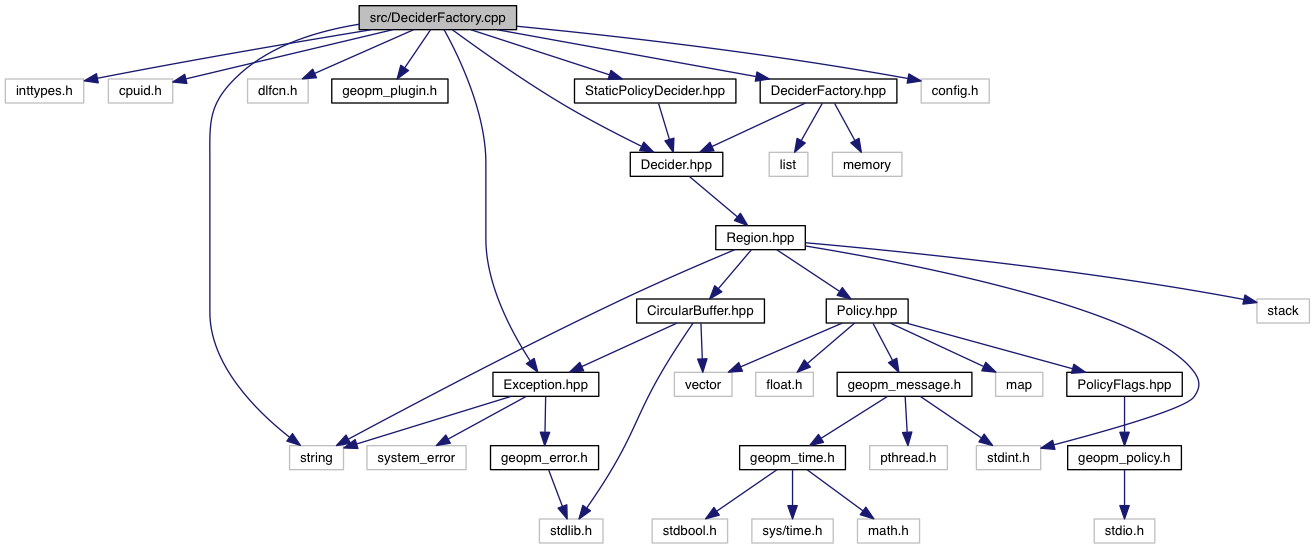 src/DeciderFactory.cpp
inttypes.h
cpuid.h
dlfcn.h
geopm_plugin.h
StaticPolicyDecider.hpp
DeciderFactory.hpp
config.h
Decider.hpp
list
memory
Region.hpp
CircularBuffer.hpp
Policy.hpp
stack
Exception.hpp
vector
float.h
geopm_message.h
map
PolicyFlags.hpp
string
system_error
geopm_error.h
geopm_time.h
pthread.h
stdint.h
geopm_policy.h
stdlib.h
stdbool.h
sys/time.h
math.h
stdio.h